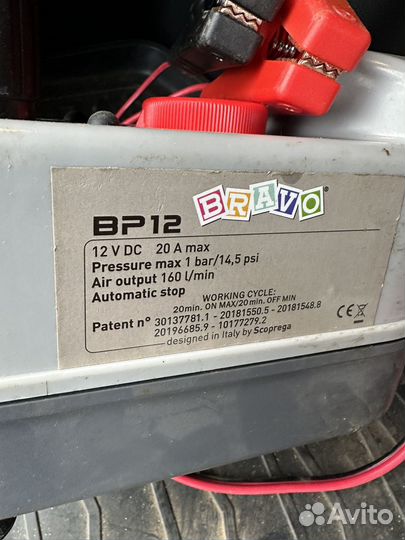 BRAVO®
BP12
12 V DC 20 A max
Pressure max 1 bar/14,5 psi
Air output 160 l/min
Automatic stop
WORKING CYCLE:
20min. ON MAX/20 min. OFF MIN
Patent n° 30137781.1 - 20181550.5 - 20181548.8
20196685.9 - 10177279.2
designed in Italy by Scoprega
CE
Avito